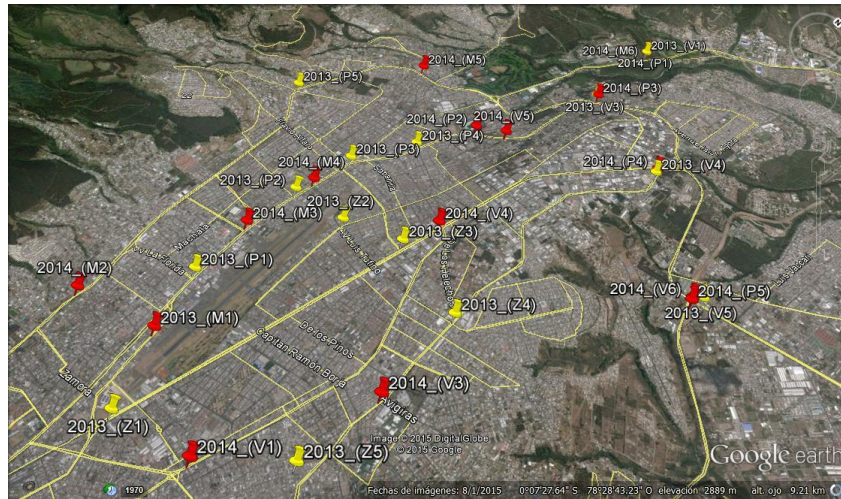 2013_(V1)
2014_(M6)
2014_(M5)
2014_(P1)
2013_(P5)
2014_(P3)
2013_(V3)
2014_(P2)
2014_(V5)
2013_(P4)
2013_(P3)
2014_(P4)
2013_(V4)
2014_(M4)
2013_(P2)
2013_(Z2)
2014_(M3)
2014_(V4)
2013_(Z3)
Machala
Av La Florida
2013_(P1)
2014_(M2)
2014_(V6)
2014_(P5)
2013_(V5)
2013_(Z4)
2013_(M1)
De los Pinos
Capitan Ramón Borja
Zamora
2014_(V3)
Avigiras
2013_(Z1)
Image © 2015 DigitalGlobe
© 2015 Google
Google earth
2014_(V1)
2013_(Z5)
1970
Fechas de imágenes: 8/1/2015 0°07'27.64" S 78°28'43.23" O elevación 2889 m alt. ojo 9.21 km